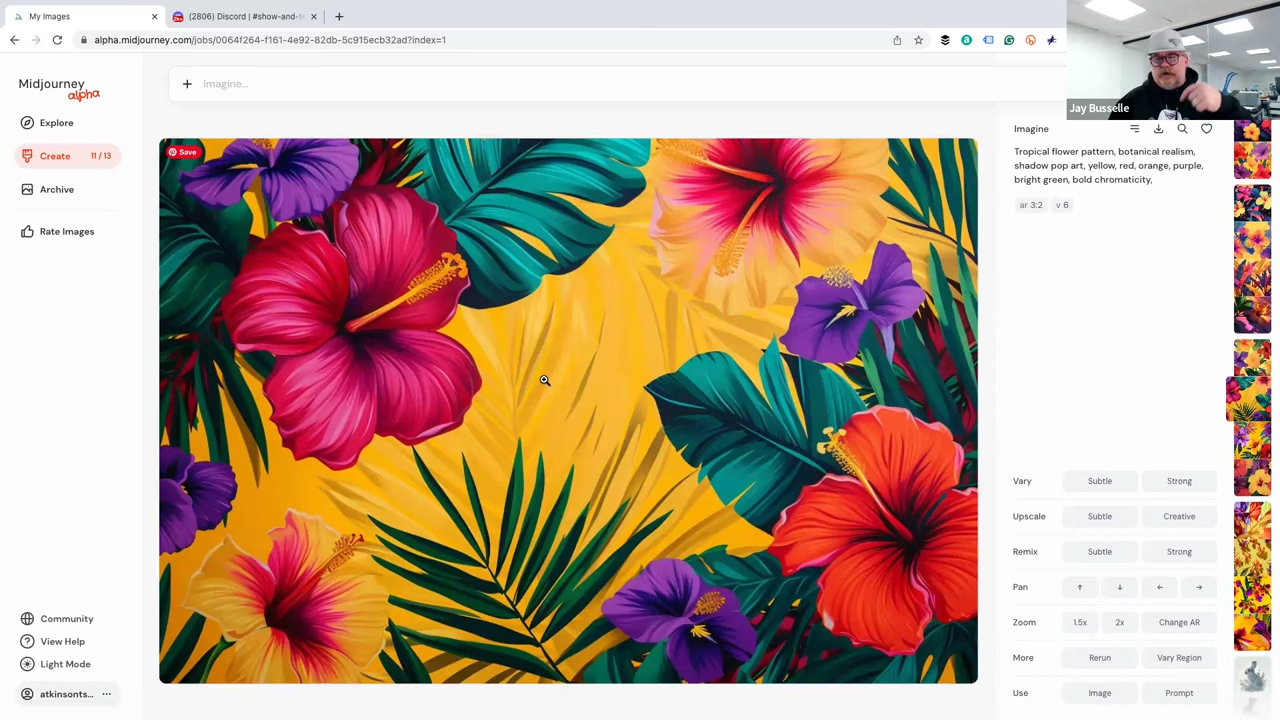 My Images
(2806) Discord | #show-and-te
alpha.midjourney.com/jobs/0064f264-f161-4e92-82db-5c915ecb32ad?index=1
Jay Busselle
Midjourney
alpha
Imagine...
Explore
Create 11 / 13
Archive
Rate Images
Save
Imagine
Tropical flower pattern, botanical realism,
shadow pop art, yellow, red, orange, purple,
bright green, bold chromaticity,
ar 3:2 v 6
Vary Subtle Strong
Upscale Subtle Creative
Remix Subtle Strong
Pan ↑ ↓ ← →
Zoom 1.5x 2x Change AR
More Rerun Vary Region
Use Image Prompt
Community
View Help
Light Mode
atkinsonts...